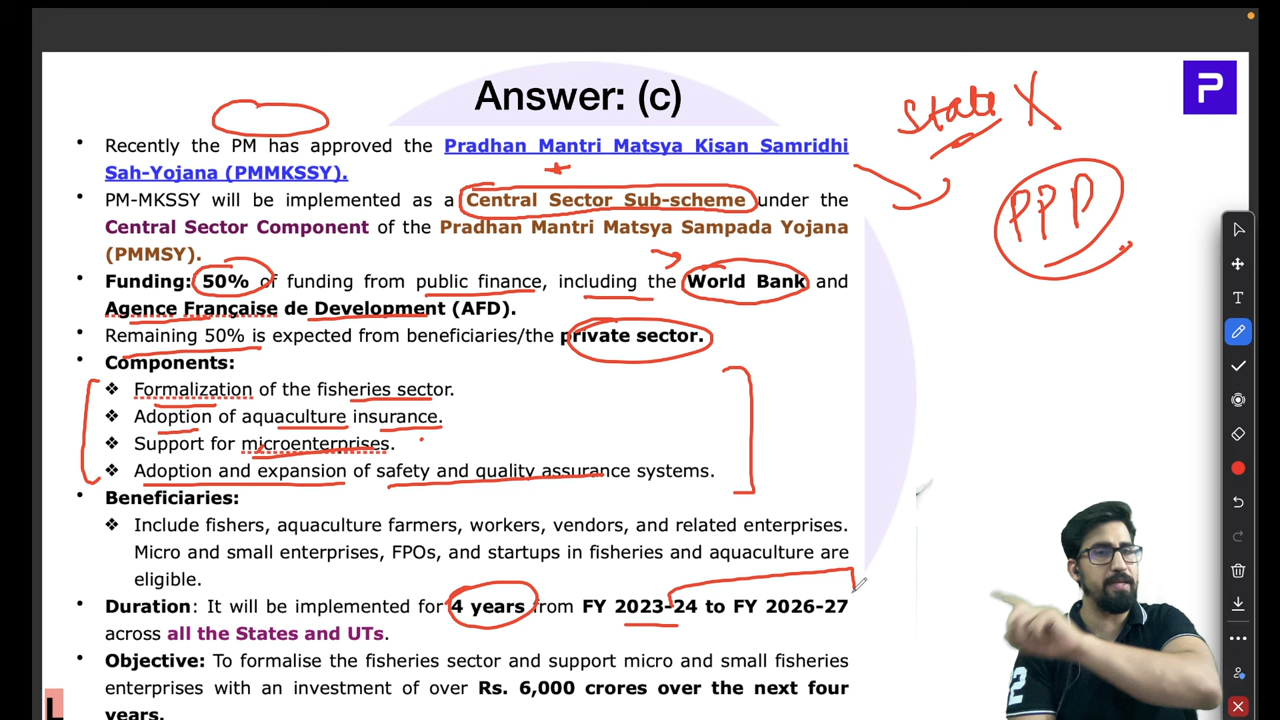 Answer: (c)
State X
PPP
P
• Recently the PM has approved the Pradhan Mantri Matsya Kisan Samridhi
Sah-Yojana (PMMKSSY).
• PM-MKSSY will be implemented as a Central Sector Sub-scheme under the
Central Sector Component of the Pradhan Mantri Matsya Sampada Yojana
(PMMSY).
• Funding: 50% of funding from public finance, including the World Bank and
Agence Française de Development (AFD).
• Remaining 50% is expected from beneficiaries/the private sector.
• Components:
❖ Formalization of the fisheries sector.
❖ Adoption of aquaculture insurance.
❖ Support for microenterprises.
❖ Adoption and expansion of safety and quality assurance systems.
• Beneficiaries:
❖ Include fishers, aquaculture farmers, workers, vendors, and related enterprises.
Micro and small enterprises, FPOs, and startups in fisheries and aquaculture are
eligible.
• Duration: It will be implemented for 4 years from FY 2023-24 to FY 2026-27
across all the States and UTs.
• Objective: To formalise the fisheries sector and support micro and small fisheries
enterprises with an investment of over Rs. 6,000 crores over the next four
years.
L